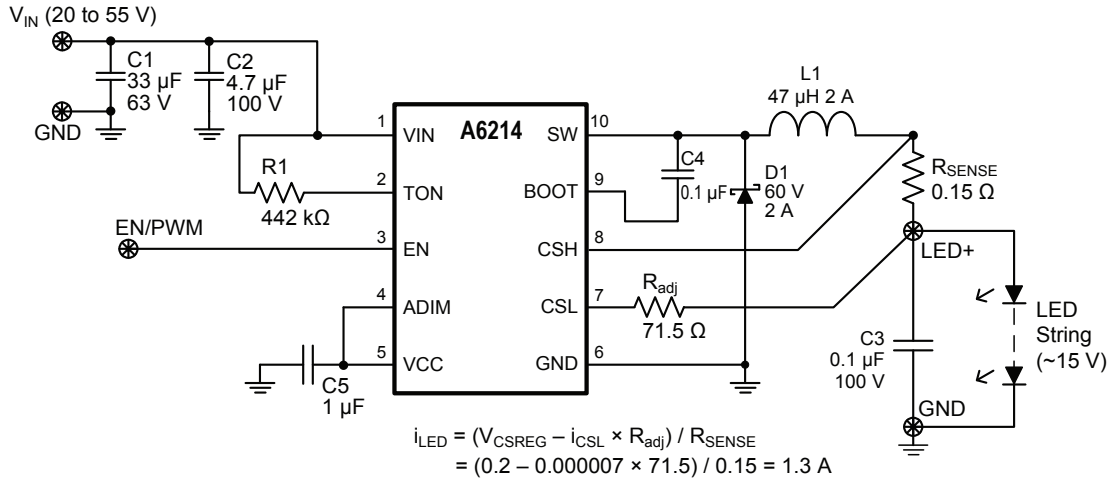 V_IN (20 to 55 V)
C1
33 µF
63 V
C2
4.7 µF
100 V
GND
R1
442 kΩ
EN/PWM
C5
1 µF
A6214
1 VIN
2 TON
3 EN
4 ADIM
5 VCC
SW 10
BOOT 9
CSH 8
CSL 7
GND 6
C4
0.1 µF
D1
60 V
2 A
L1
47 µH 2 A
R_SENSE
0.15 Ω
LED+
R_adj
71.5 Ω
C3
0.1 µF
100 V
LED
String
(~15 V)
GND
i_LED = (V_CSREG – i_CSL × R_adj) / R_SENSE
= (0.2 – 0.000007 × 71.5) / 0.15 = 1.3 A